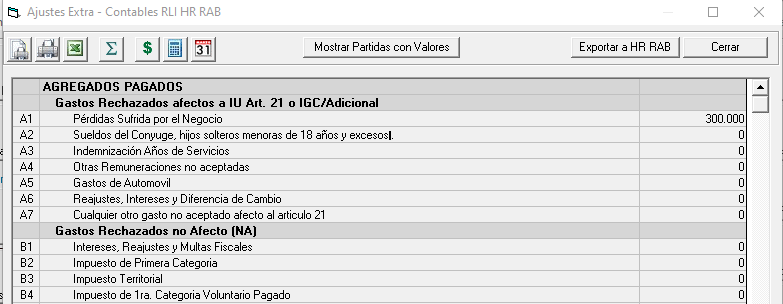 Ajustes Extra - Contables RLI HR RAB
Σ $ 31 Mostrar Partidas con Valores Exportar a HR RAB Cerrar
AGREGADOS PAGADOS
Gastos Rechazados afectos a IU Art. 21 o IGC/Adicional
A1 Pérdidas Sufrida por el Negocio 300.000
A2 Sueldos del Conyuge, hijos solteros menoras de 18 años y excesos. 0
A3 Indemnización Años de Servicios 0
A4 Otras Remuneraciones no aceptadas 0
A5 Gastos de Automovil 0
A6 Reajustes, Intereses y Diferencia de Cambio 0
A7 Cualquier otro gasto no aceptado afecto al articulo 21 0
Gastos Rechazados no Afecto (NA)
B1 Intereses, Reajustes y Multas Fiscales 0
B2 Impuesto de Primera Categoria 0
B3 Impuesto Territorial 0
B4 Impuesto de 1ra. Categoria Voluntario Pagado 0